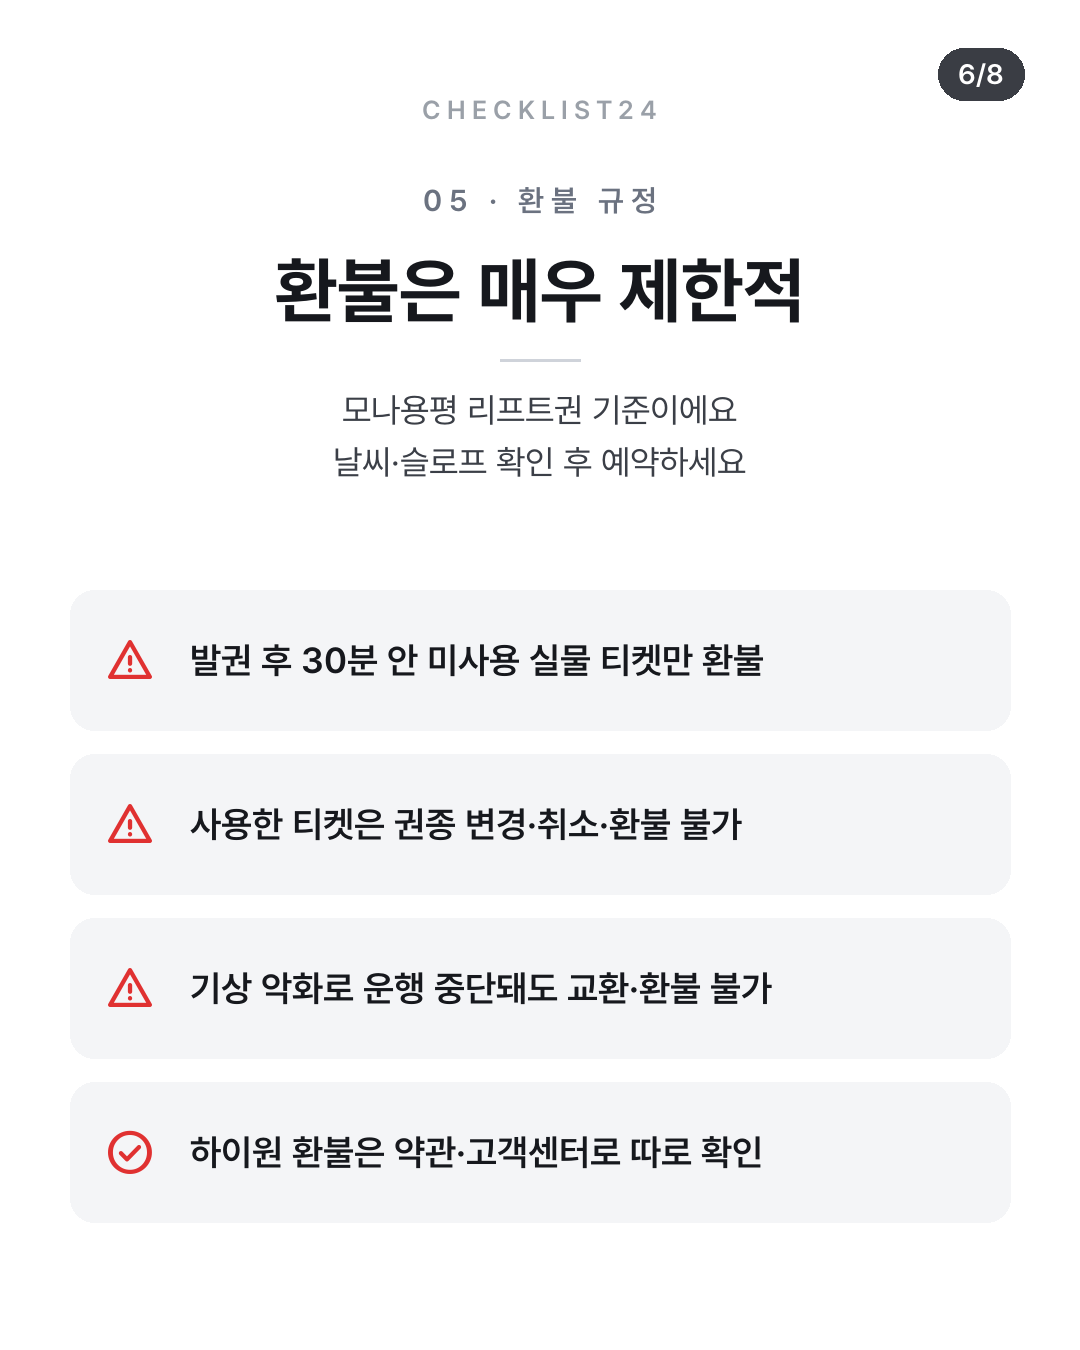 6/8
CHECKLIST24
05 · 환불 규정
환불은 매우 제한적
모나용평 리프트권 기준이에요
날씨·슬로프 확인 후 예약하세요
발권 후 30분 안 미사용 실물 티켓만 환불
사용한 티켓은 권종 변경·취소·환불 불가
기상 악화로 운행 중단돼도 교환·환불 불가
하이원 환불은 약관·고객센터로 따로 확인